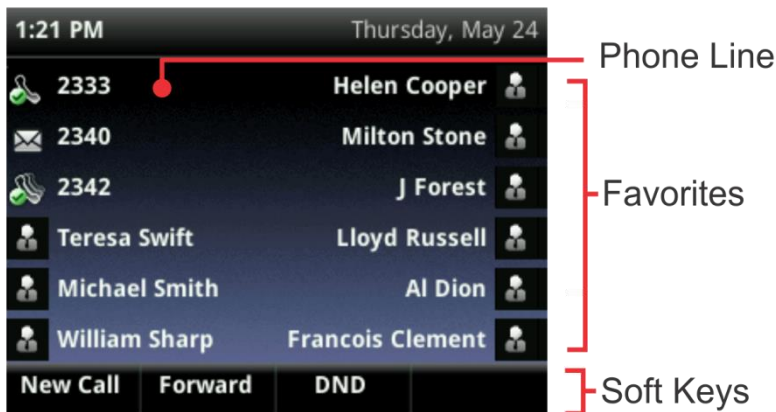 1:21 PM Thursday, May 24
Phone Line
2333 Helen Cooper
2340 Milton Stone
2342 J Forest
Favorites
Teresa Swift Lloyd Russell
Michael Smith Al Dion
William Sharp Francois Clement
New Call Forward DND
Soft Keys